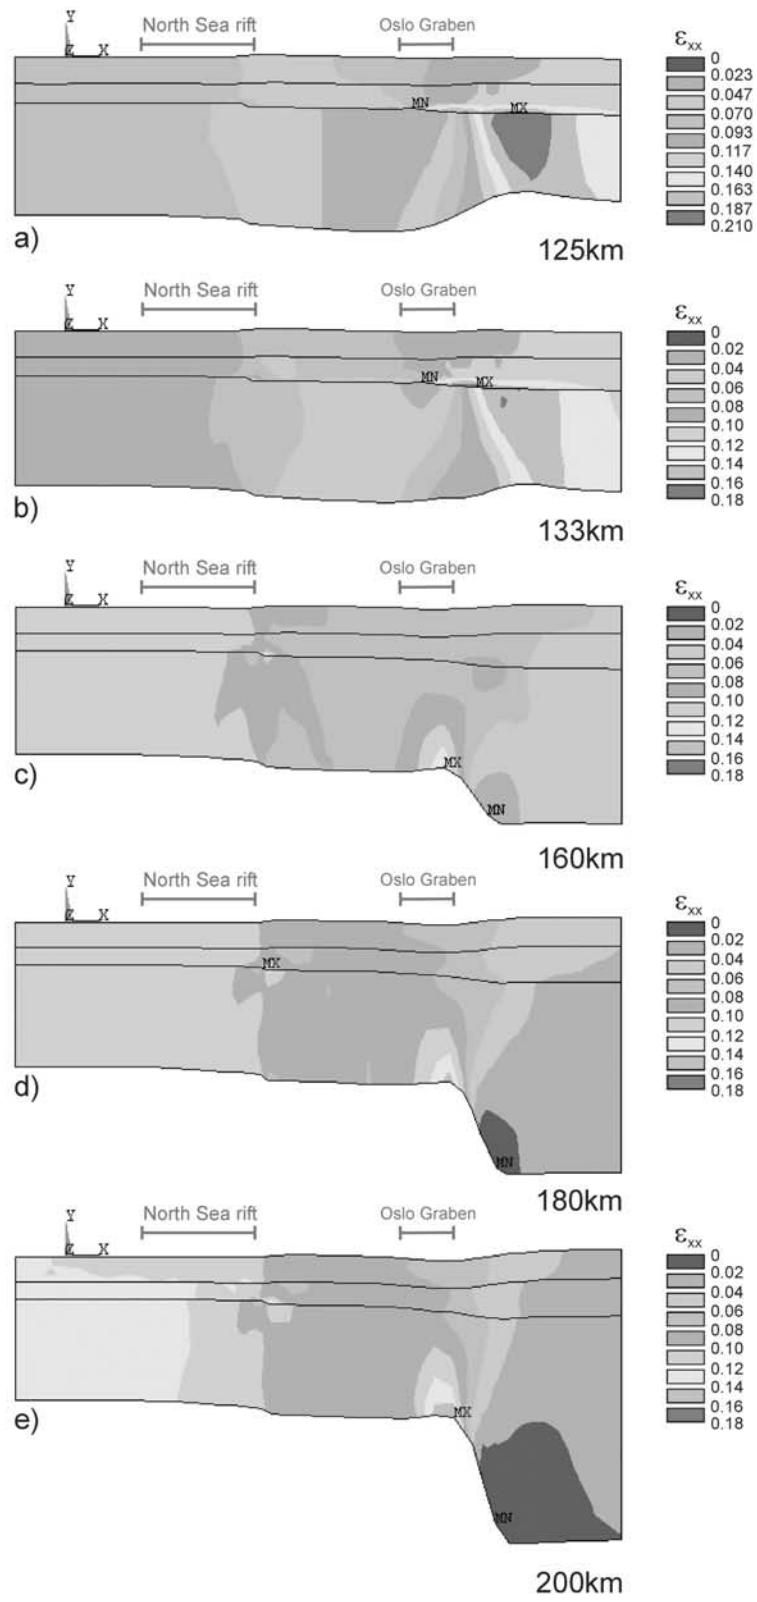 North Sea rift Oslo Graben
Y
Z X
MN MX
εxx
0
0.023
0.047
0.070
0.093
0.117
0.140
0.163
0.187
0.210
a)
125km
North Sea rift Oslo Graben
Y
Z X
MN MX
εxx
0
0.02
0.04
0.06
0.08
0.10
0.12
0.14
0.16
0.18
b)
133km
North Sea rift Oslo Graben
Y
Z X
MX
MN
εxx
0
0.02
0.04
0.06
0.08
0.10
0.12
0.14
0.16
0.18
c)
160km
North Sea rift Oslo Graben
Y
Z X
MX
MN
εxx
0
0.02
0.04
0.06
0.08
0.10
0.12
0.14
0.16
0.18
d)
180km
North Sea rift Oslo Graben
Y
Z X
MX
MN
εxx
0
0.02
0.04
0.06
0.08
0.10
0.12
0.14
0.16
0.18
e)
200km